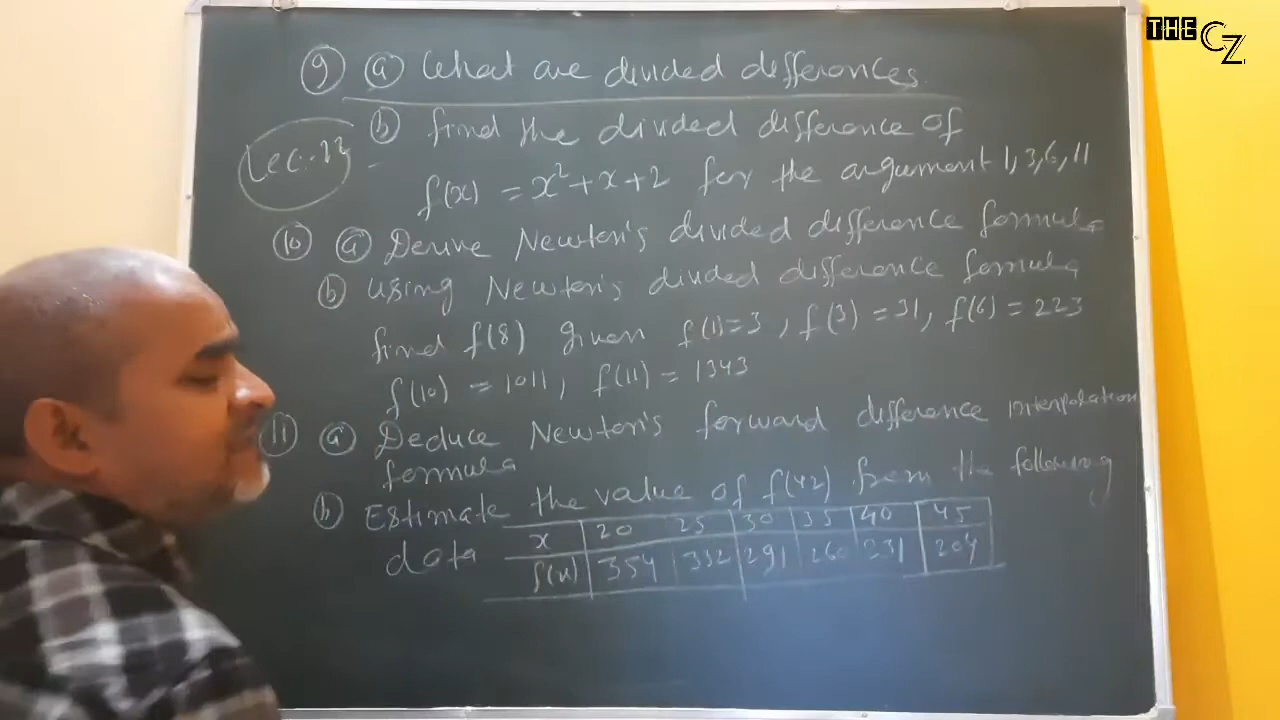 THE CZ
9 a What are divided differences.
Lec.-12
b find the divided difference of
f(x) = x² + x + 2 for the argument 1, 3, 6, 11
10 a Derive Newton's divided difference formula
b Using Newton's divided difference formula
find f(8) given f(1) = 3, f(3) = 31, f(6) = 223
f(10) = 1011, f(11) = 1343
11 a Deduce Newton's forward difference interpolation
formula
b Estimate the value of f(42) from the following
data
x 20 25 30 35 40 45
f(x) 354 332 291 260 231 204